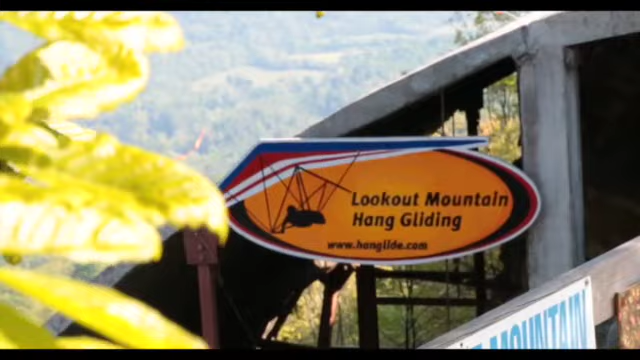 Lookout Mountain
Hang Gliding
www.hanglide.com
MOUNTAIN